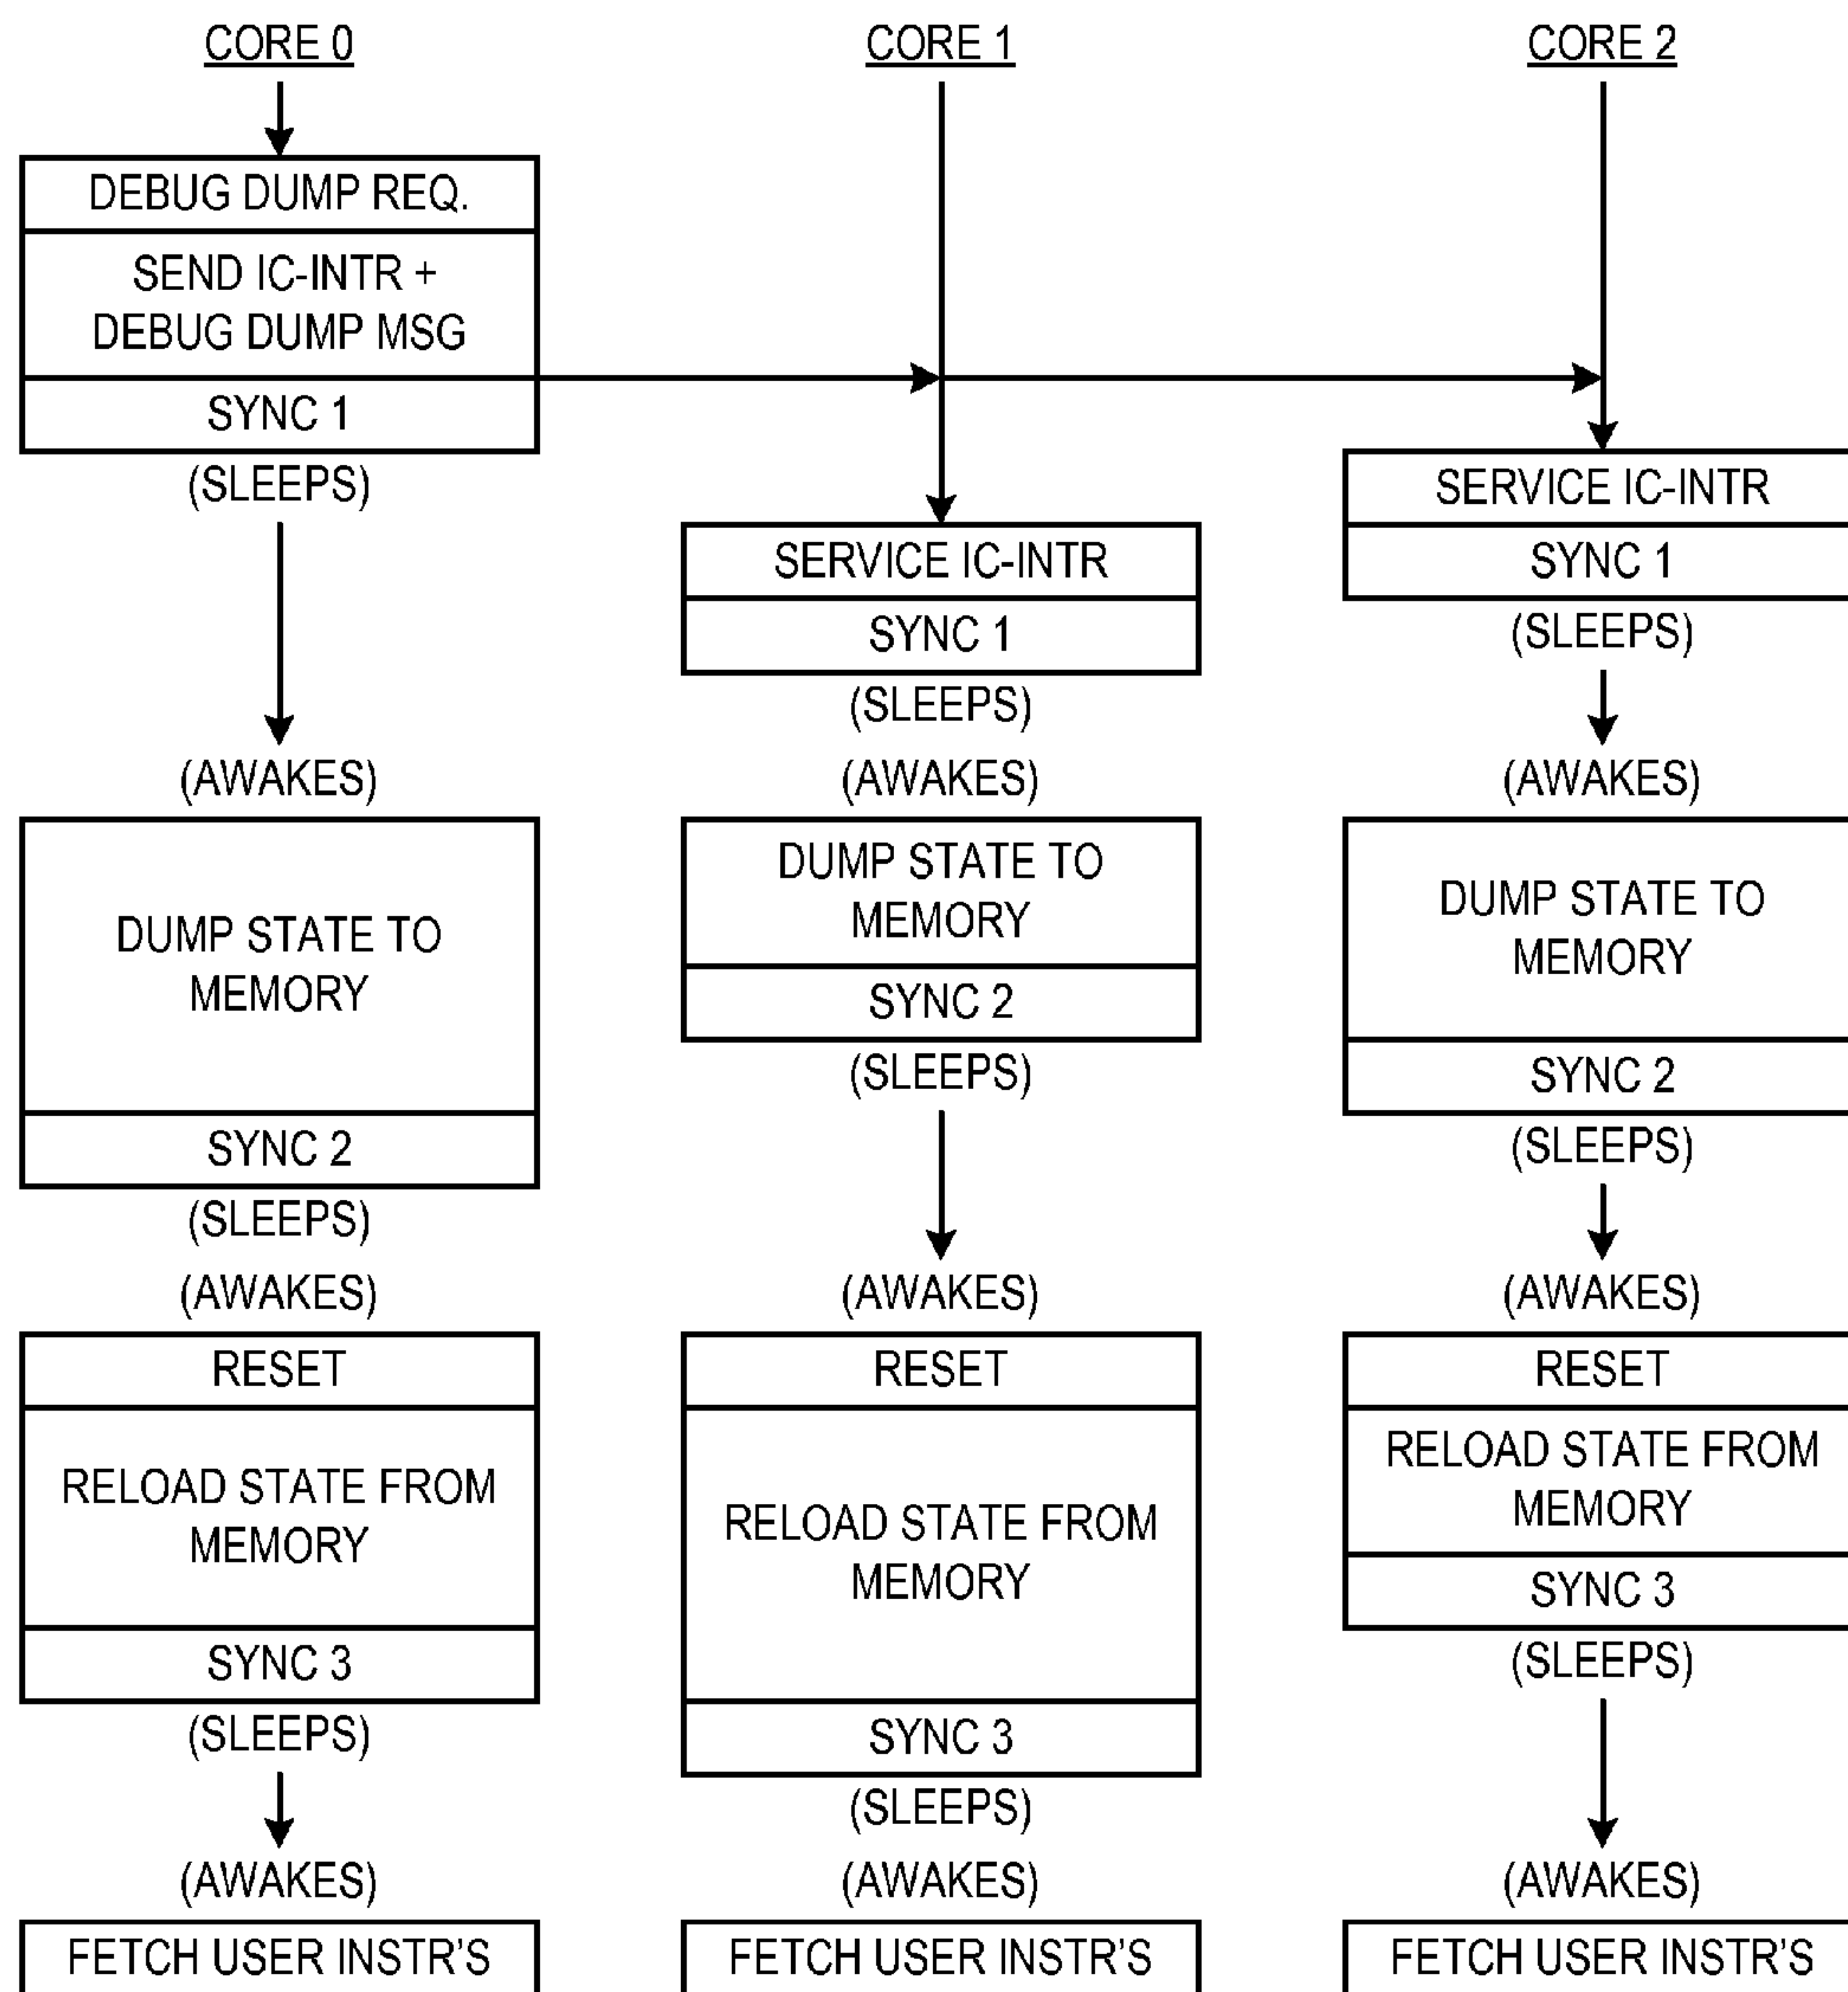 CORE 0
CORE 1
CORE 2
DEBUG DUMP REQ.
SEND IC-INTR +
DEBUG DUMP MSG
SYNC 1
(SLEEPS)
SERVICE IC-INTR
SYNC 1
(SLEEPS)
SERVICE IC-INTR
SYNC 1
(SLEEPS)
(AWAKES)
(AWAKES)
(AWAKES)
DUMP STATE TO
MEMORY
SYNC 2
(SLEEPS)
DUMP STATE TO
MEMORY
SYNC 2
(SLEEPS)
DUMP STATE TO
MEMORY
SYNC 2
(SLEEPS)
(AWAKES)
(AWAKES)
(AWAKES)
RESET
RELOAD STATE FROM
MEMORY
SYNC 3
(SLEEPS)
RESET
RELOAD STATE FROM
MEMORY
SYNC 3
(SLEEPS)
RESET
RELOAD STATE FROM
MEMORY
SYNC 3
(SLEEPS)
(AWAKES)
(AWAKES)
(AWAKES)
FETCH USER INSTR'S
FETCH USER INSTR'S
FETCH USER INSTR'S